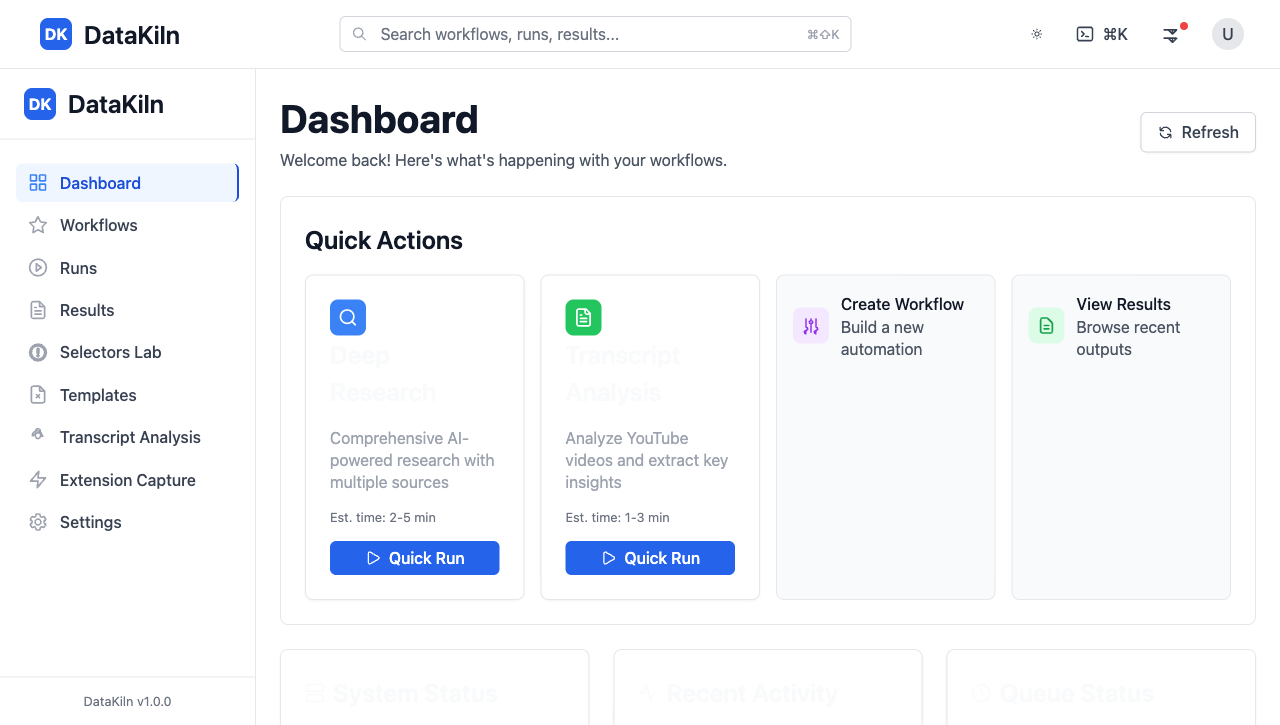 DK DataKiln
Search workflows, runs, results... ⌘⇧K
⌘K
U
DK DataKiln
Dashboard
Workflows
Runs
Results
Selectors Lab
Templates
Transcript Analysis
Extension Capture
Settings
DataKiln v1.0.0
Dashboard
Welcome back! Here's what's happening with your workflows.
Refresh
Quick Actions
Deep
Research
Comprehensive AI-
powered research with
multiple sources
Est. time: 2-5 min
Quick Run
Transcript
Analysis
Analyze YouTube
videos and extract key
insights
Est. time: 1-3 min
Quick Run
Create Workflow
Build a new
automation
View Results
Browse recent
outputs
System Status
Recent Activity
Queue Status